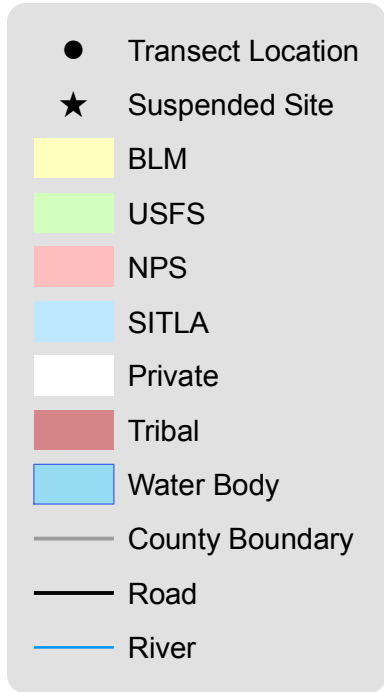 Transect Location
Suspended Site
BLM
USFS
NPS
SITLA
Private
Tribal
Water Body
County Boundary
Road
River